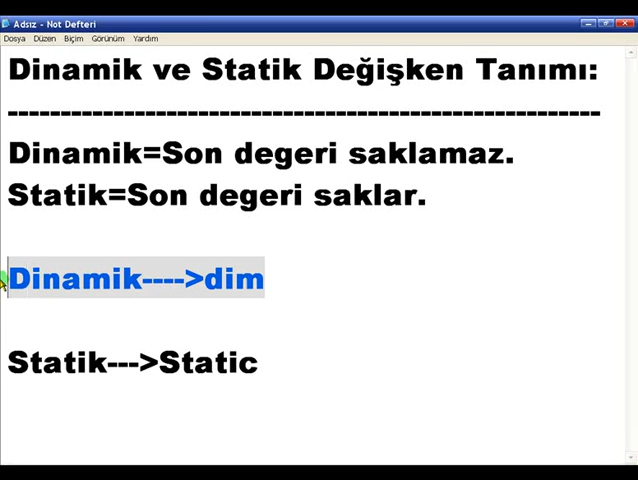 Adsız - Not Defteri
Dosya Düzen Biçim Görünüm Yardım
Dinamik ve Statik Değişken Tanımı:
---------------------------------------------------------
Dinamik=Son degeri saklamaz.
Statik=Son degeri saklar.
Dinamik---->dim
Statik--->Static